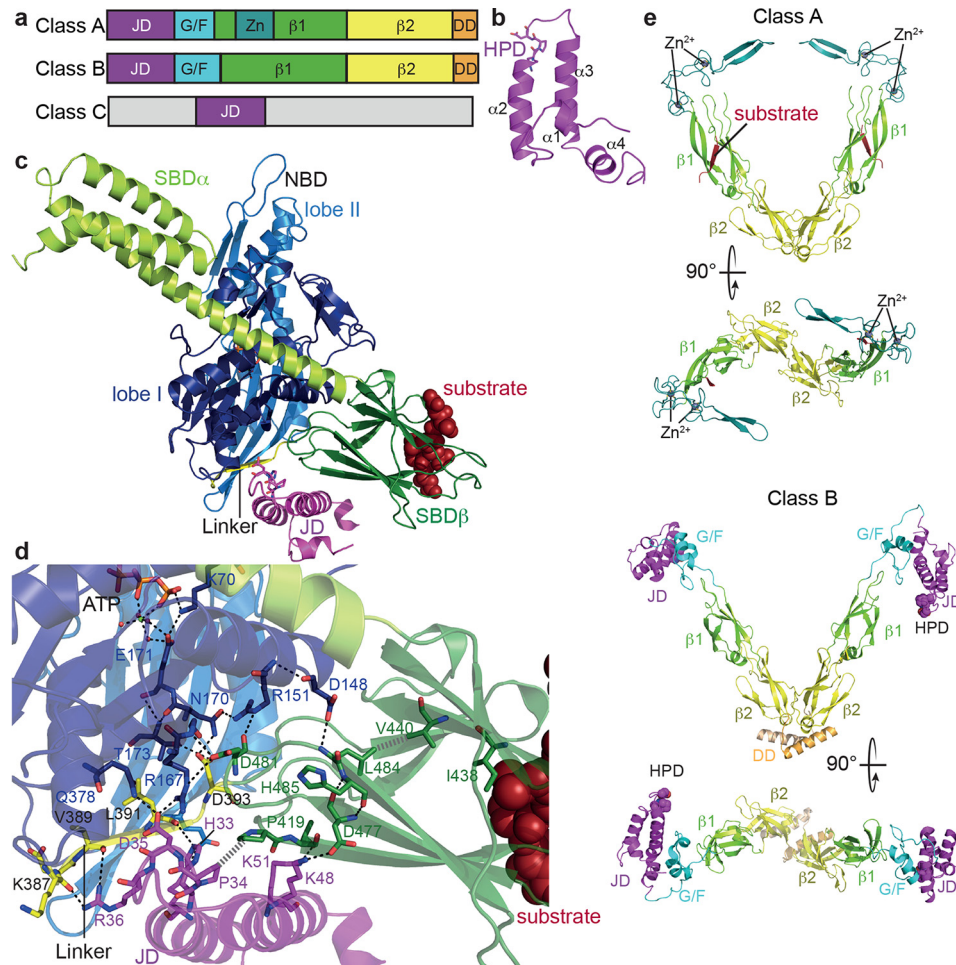 a
Class A JD G/F Zn β1 β2 DD
Class B JD G/F β1 β2 DD
Class C JD
b
HPD
α3
α2
α1
α4
c
SBDα
NBD
lobe II
lobe I
substrate
Linker
JD
SBDβ
d
K70
ATP
E171
N170
R151
D148
V440
T173
D481
L484
I438
R167
H485
Q378
L391
D393
V389
H33
P419
D477
D35
K51
K387
P34
K48
R36
Linker
JD
substrate
e
Class A
Zn²⁺
Zn²⁺
substrate
β1
β1
β2
β2
90°
Zn²⁺
β2
β1
β2
β1
Zn²⁺
Class B
G/F
G/F
JD
JD
HPD
β1
β1
β2
β2
DD
90°
HPD
β2
β1
β2
β1
G/F
JD
G/F
JD